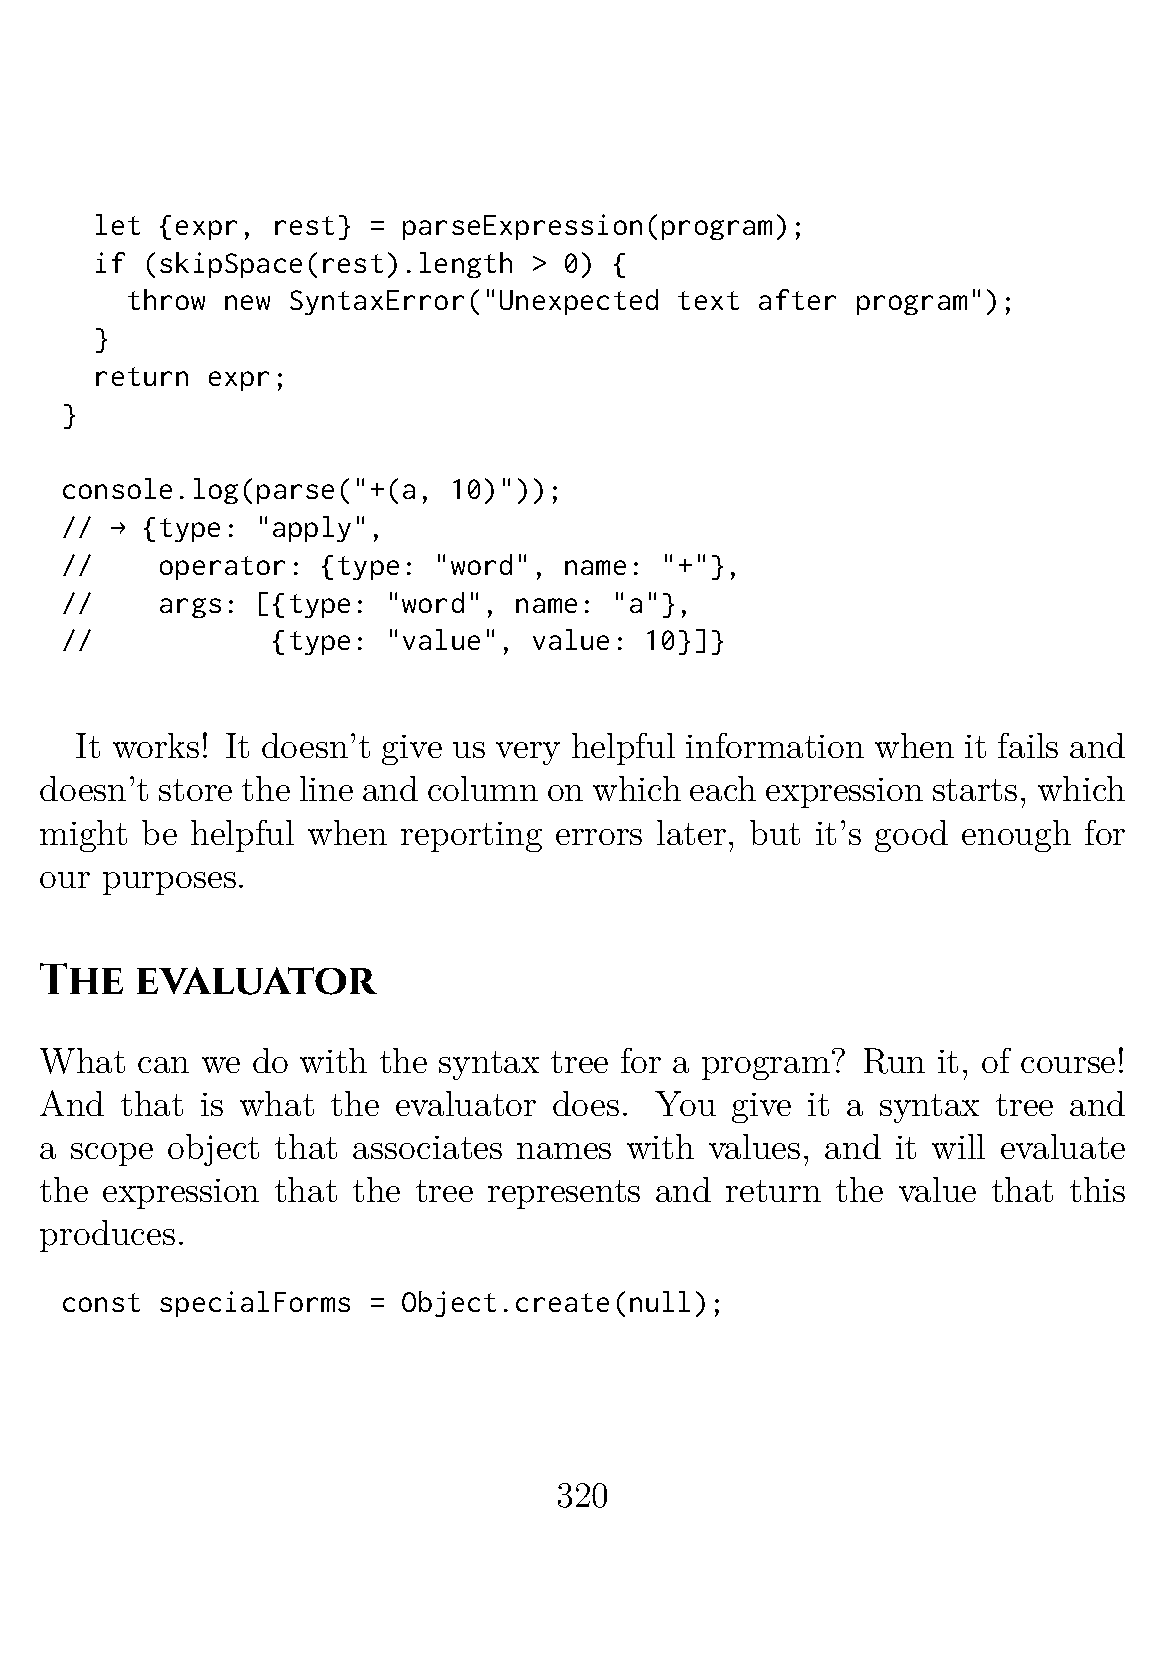 let {expr, rest} = parseExpression(program);
if (skipSpace(rest).length > 0) {
throw new SyntaxError("Unexpected text after program");
}
return expr;
}
console.log(parse("+(a, 10)"));
// → {type: "apply",
//    operator: {type: "word", name: "+"},
//    args: [{type: "word", name: "a"},
//           {type: "value", value: 10}]}
It works! It doesn't give us very helpful information when it fails and
doesn't store the line and column on which each expression starts, which
might be helpful when reporting errors later, but it's good enough for
our purposes.
The evaluator
What can we do with the syntax tree for a program? Run it, of course!
And that is what the evaluator does. You give it a syntax tree and
a scope object that associates names with values, and it will evaluate
the expression that the tree represents and return the value that this
produces.
const specialForms = Object.create(null);
320